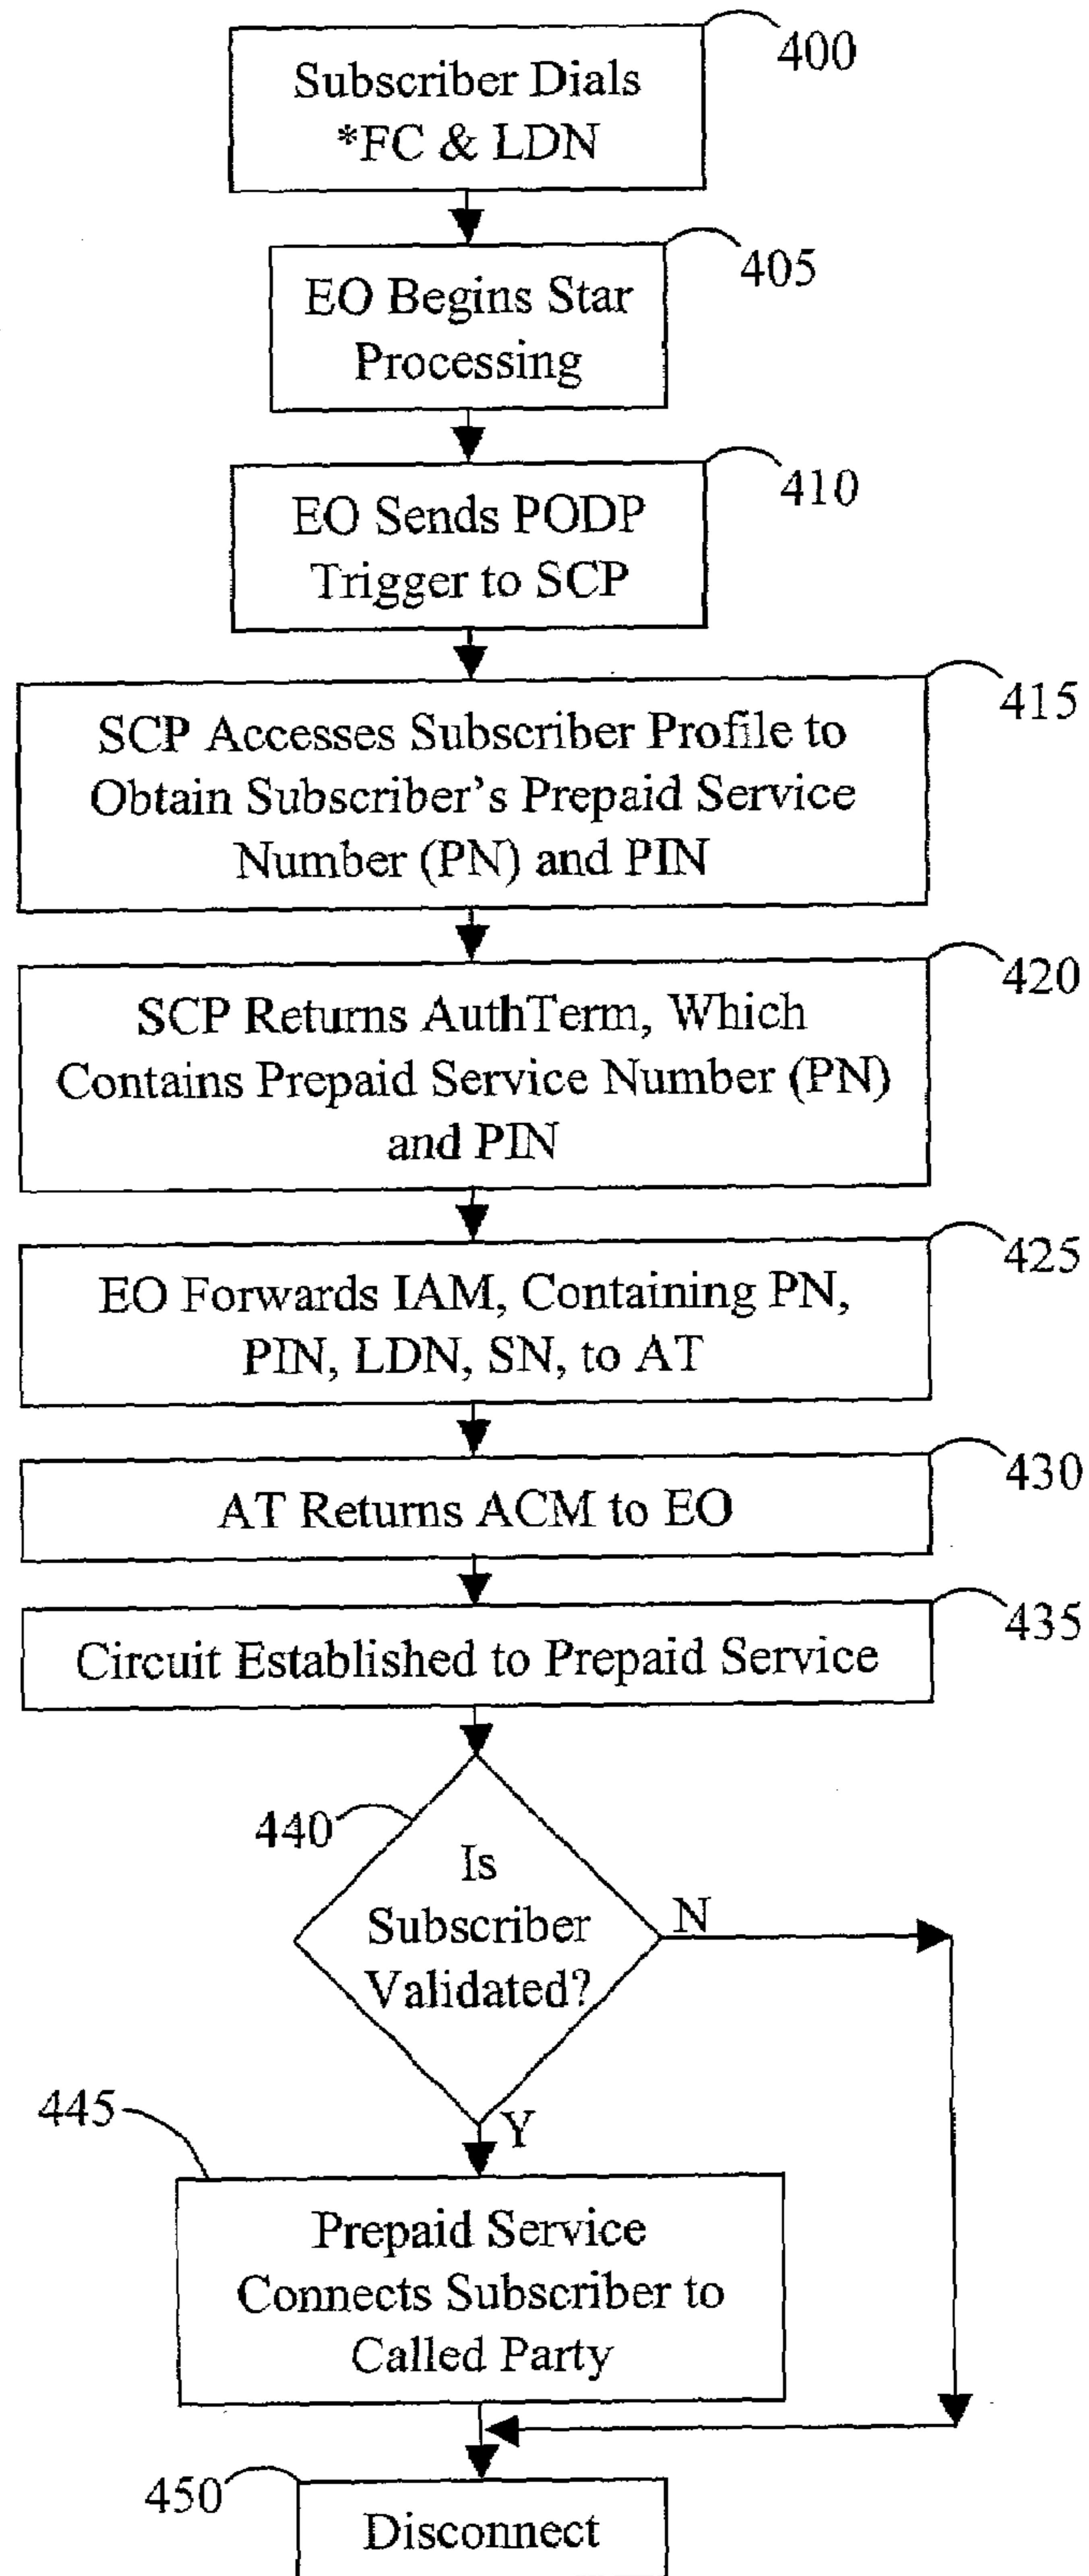 400
Subscriber Dials
*FC & LDN
405
EO Begins Star
Processing
410
EO Sends PODP
Trigger to SCP
415
SCP Accesses Subscriber Profile to
Obtain Subscriber's Prepaid Service
Number (PN) and PIN
420
SCP Returns AuthTerm, Which
Contains Prepaid Service Number (PN)
and PIN
425
EO Forwards IAM, Containing PN,
PIN, LDN, SN, to AT
430
AT Returns ACM to EO
435
Circuit Established to Prepaid Service
440
Is
Subscriber
Validated?
N
Y
445
Prepaid Service
Connects Subscriber to
Called Party
450
Disconnect